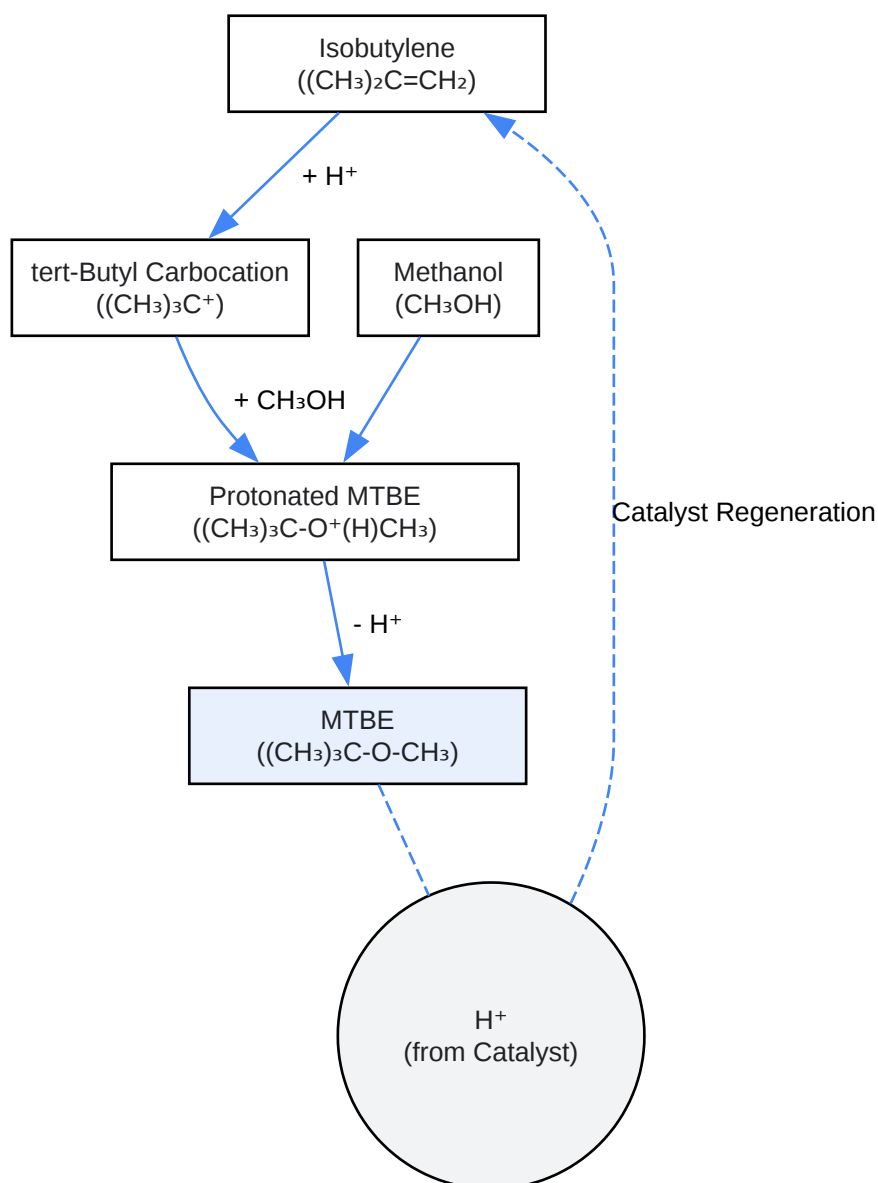 Isobutylene
((CH₃)₂C=CH₂)
+ H⁺
tert-Butyl Carbocation
((CH₃)₃C⁺)
Methanol
(CH₃OH)
+ CH₃OH
Protonated MTBE
((CH₃)₃C-O⁺(H)CH₃)
Catalyst Regeneration
- H⁺
MTBE
((CH₃)₃C-O-CH₃)
H⁺
(from Catalyst)